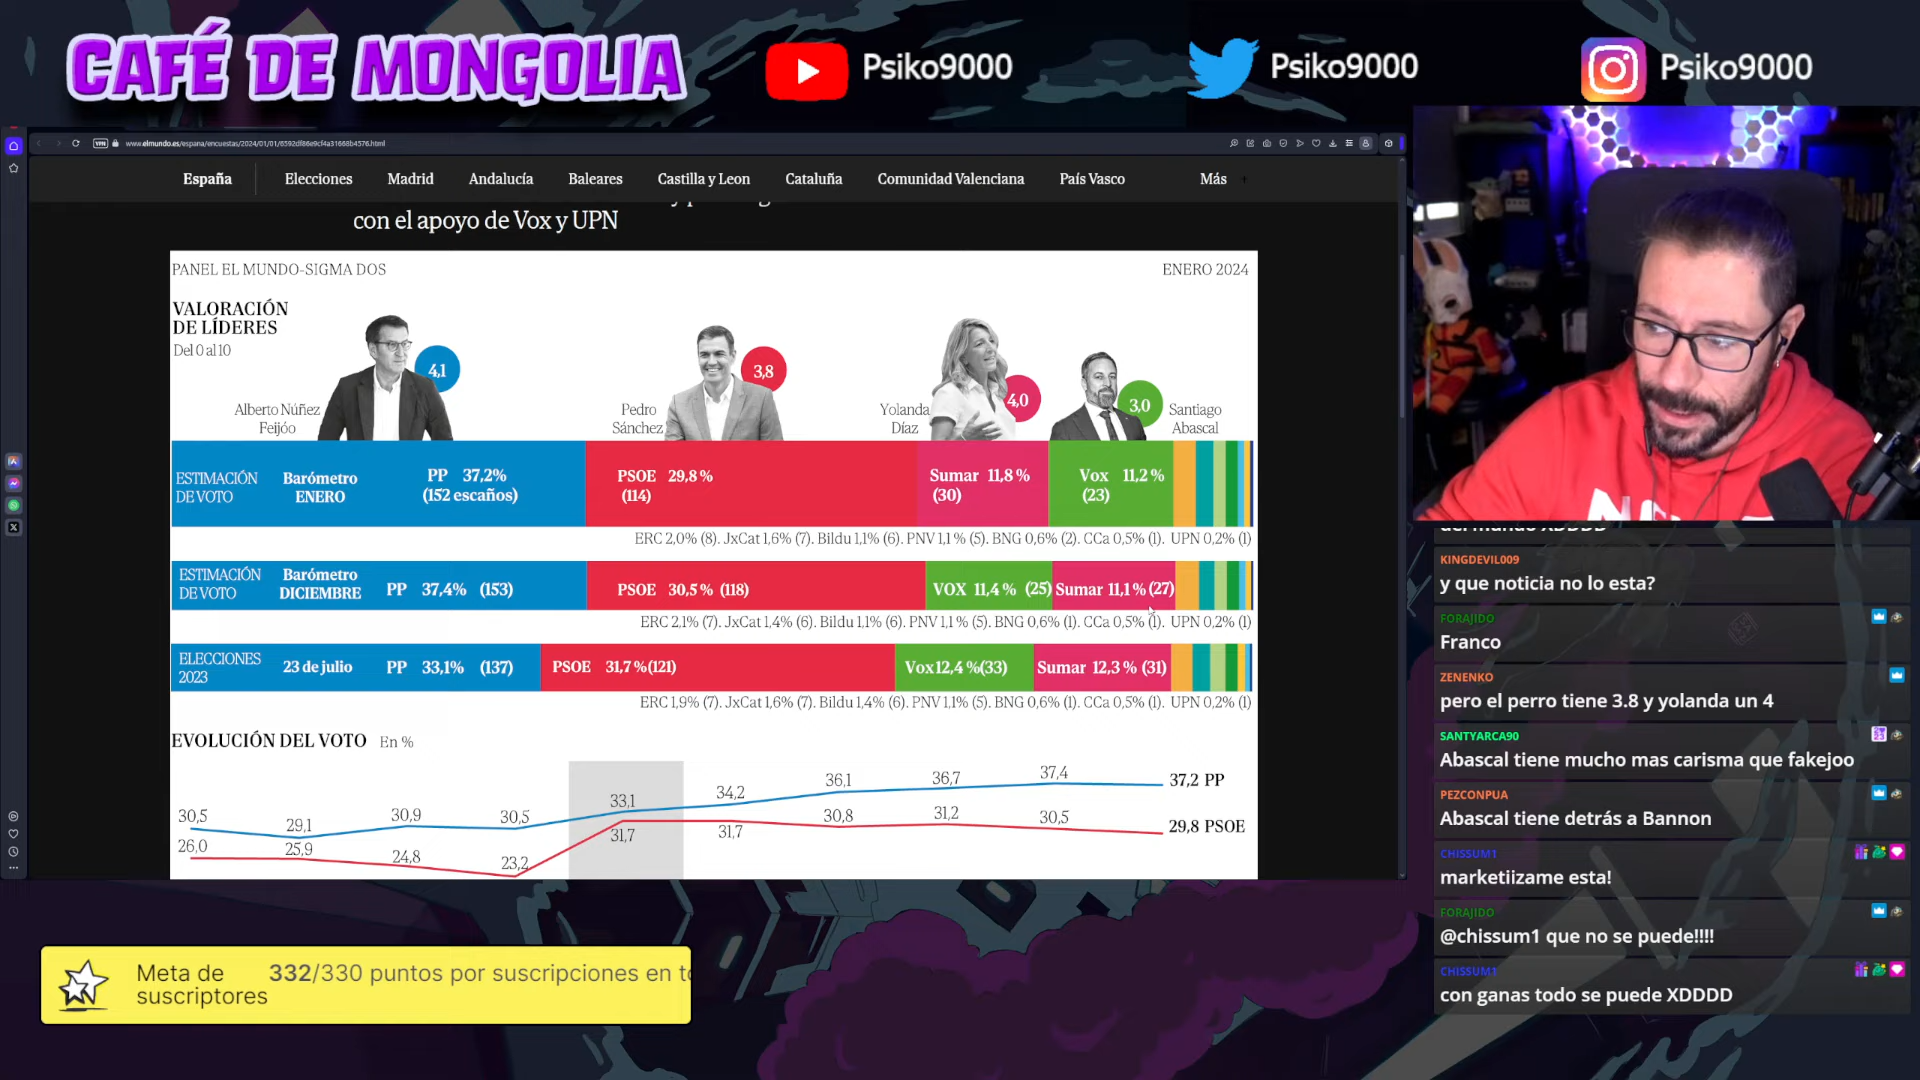 CAFÉ DE MONGOLIA
Psiko9000
Psiko9000
Psiko9000
VPN
www.elmundo.es/espana/encuestas/2024/01/01/6592df86e9cf4a31668b4576.html
España Elecciones Madrid Andalucía Baleares Castilla y Leon Cataluña Comunidad Valenciana País Vasco Más +
con el apoyo de Vox y UPN
PANEL EL MUNDO-SIGMA DOS
ENERO 2024
VALORACIÓN
DE LÍDERES
Del 0 al 10
Alberto Núñez
Feijóo
4,1
Pedro
Sánchez
3,8
Yolanda
Díaz
4,0
3,0
Santiago
Abascal
ESTIMACIÓN
DE VOTO
Barómetro
ENERO
PP 37,2%
(152 escaños)
PSOE 29,8%
(114)
Sumar 11,8%
(30)
Vox 11,2%
(23)
ERC 2,0% (8). JxCat 1,6% (7). Bildu 1,1% (6). PNV 1,1% (5). BNG 0,6% (2). CCa 0,5% (1). UPN 0,2% (1)
ESTIMACIÓN
DE VOTO
Barómetro
DICIEMBRE
PP 37,4% (153)
PSOE 30,5% (118)
VOX 11,4% (25)
Sumar 11,1% (27)
ERC 2,1% (7). JxCat 1,4% (6). Bildu 1,1% (6). PNV 1,1% (5). BNG 0,6% (1). CCa 0,5% (1). UPN 0,2% (1)
ELECCIONES
2023
23 de julio
PP 33,1% (137)
PSOE 31,7%(121)
Vox12,4%(33)
Sumar 12,3% (31)
ERC 1,9% (7). JxCat 1,6% (7). Bildu 1,4% (6). PNV 1,1% (5). BNG 0,6% (1). CCa 0,5% (1). UPN 0,2% (1)
EVOLUCIÓN DEL VOTO En %
30,5 29,1 30,9 30,5 33,1 34,2 36,1 36,7 37,4 37,2 PP
26,0 25,9 24,8 23,2 31,7 31,7 30,8 31,2 30,5 29,8 PSOE
KINGDEVIL009
y que noticia no lo esta?
FORAJIDO
Franco
ZENENKO
pero el perro tiene 3.8 y yolanda un 4
SANTYARCA90
Abascal tiene mucho mas carisma que fakejoo
PEZCONPUA
Abascal tiene detrás a Bannon
CHISSUM1
marketiizame esta!
FORAJIDO
@chissum1 que no se puede!!!!
CHISSUM1
con ganas todo se puede XDDDD
Meta de
suscriptores
332/330 puntos por suscripciones en